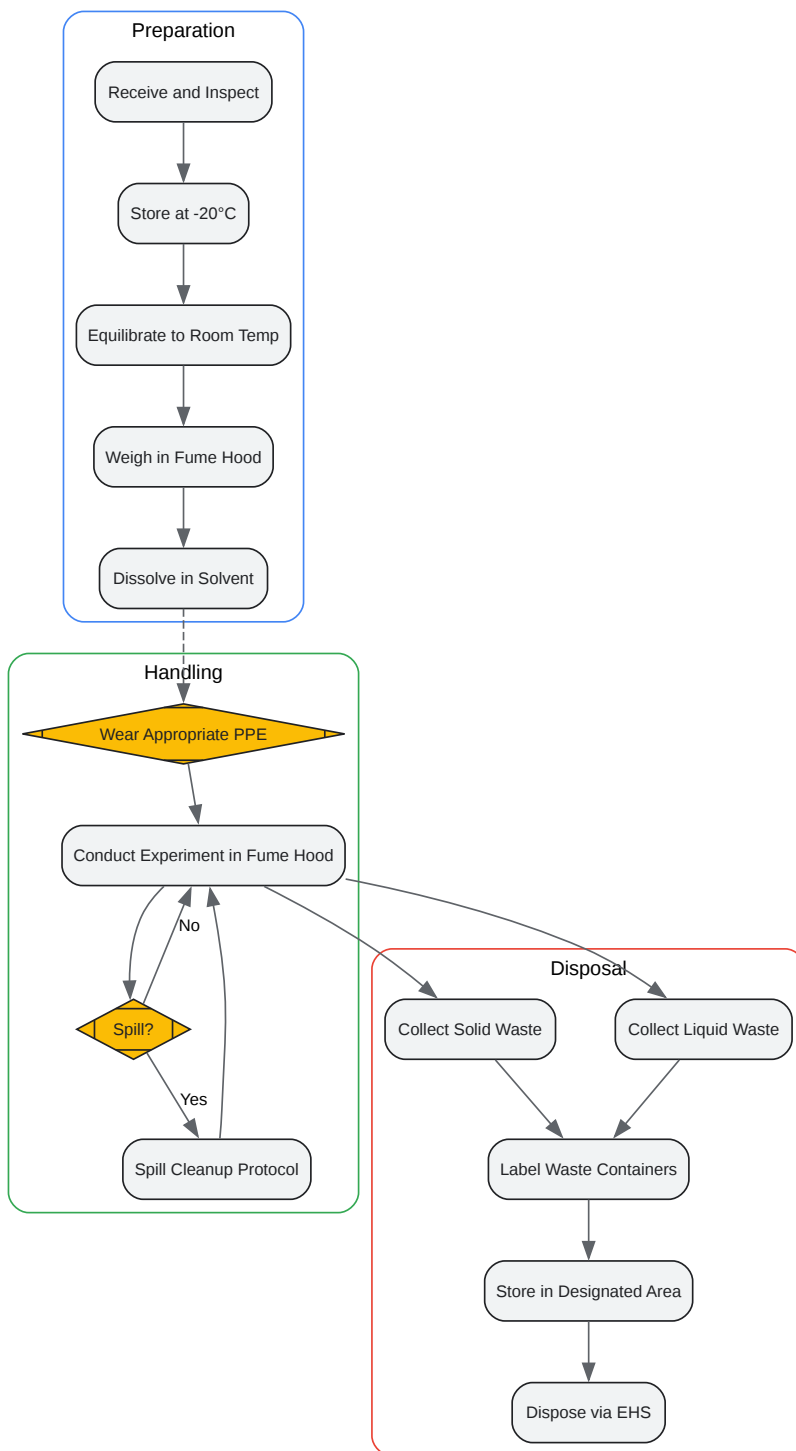 Preparation
Receive and Inspect
Store at -20°C
Equilibrate to Room Temp
Weigh in Fume Hood
Dissolve in Solvent
Handling
Wear Appropriate PPE
Conduct Experiment in Fume Hood
No
Spill?
Yes
Spill Cleanup Protocol
Disposal
Collect Solid Waste
Collect Liquid Waste
Label Waste Containers
Store in Designated Area
Dispose via EHS